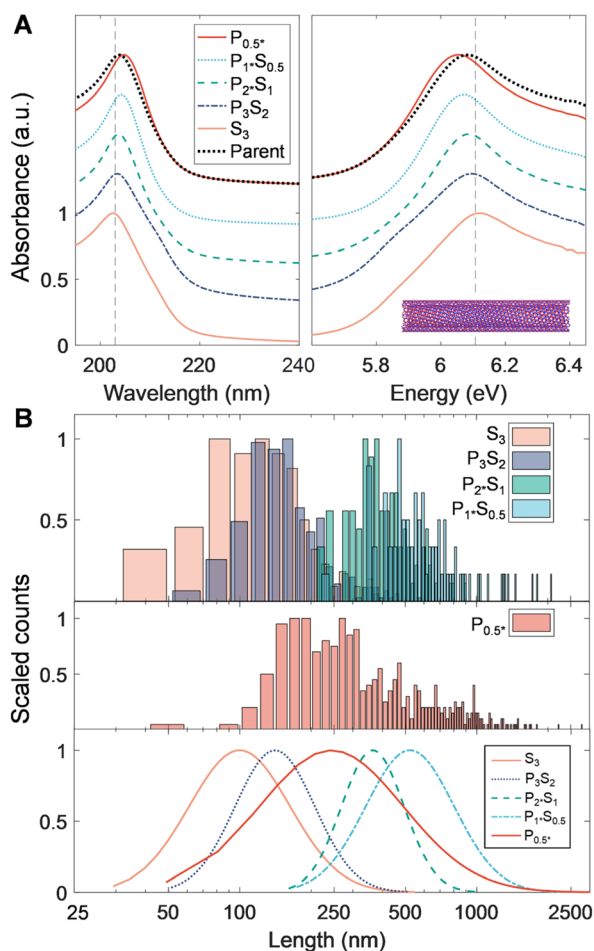 A
Absorbance (a.u.)
1
0.5
0
P0.5*
P1*S0.5
P2*S1
P3S2
S3
Parent
200 220 240
Wavelength (nm)
5.8 6 6.2 6.4
Energy (eV)
B
Scaled counts
1
0.5
S3
P3S2
P2*S1
P1*S0.5
1
0.5
P0.5*
1
0.5
0
S3
P3S2
P2*S1
P1*S0.5
P0.5*
25 50 100 250 500 1000 2500
Length (nm)